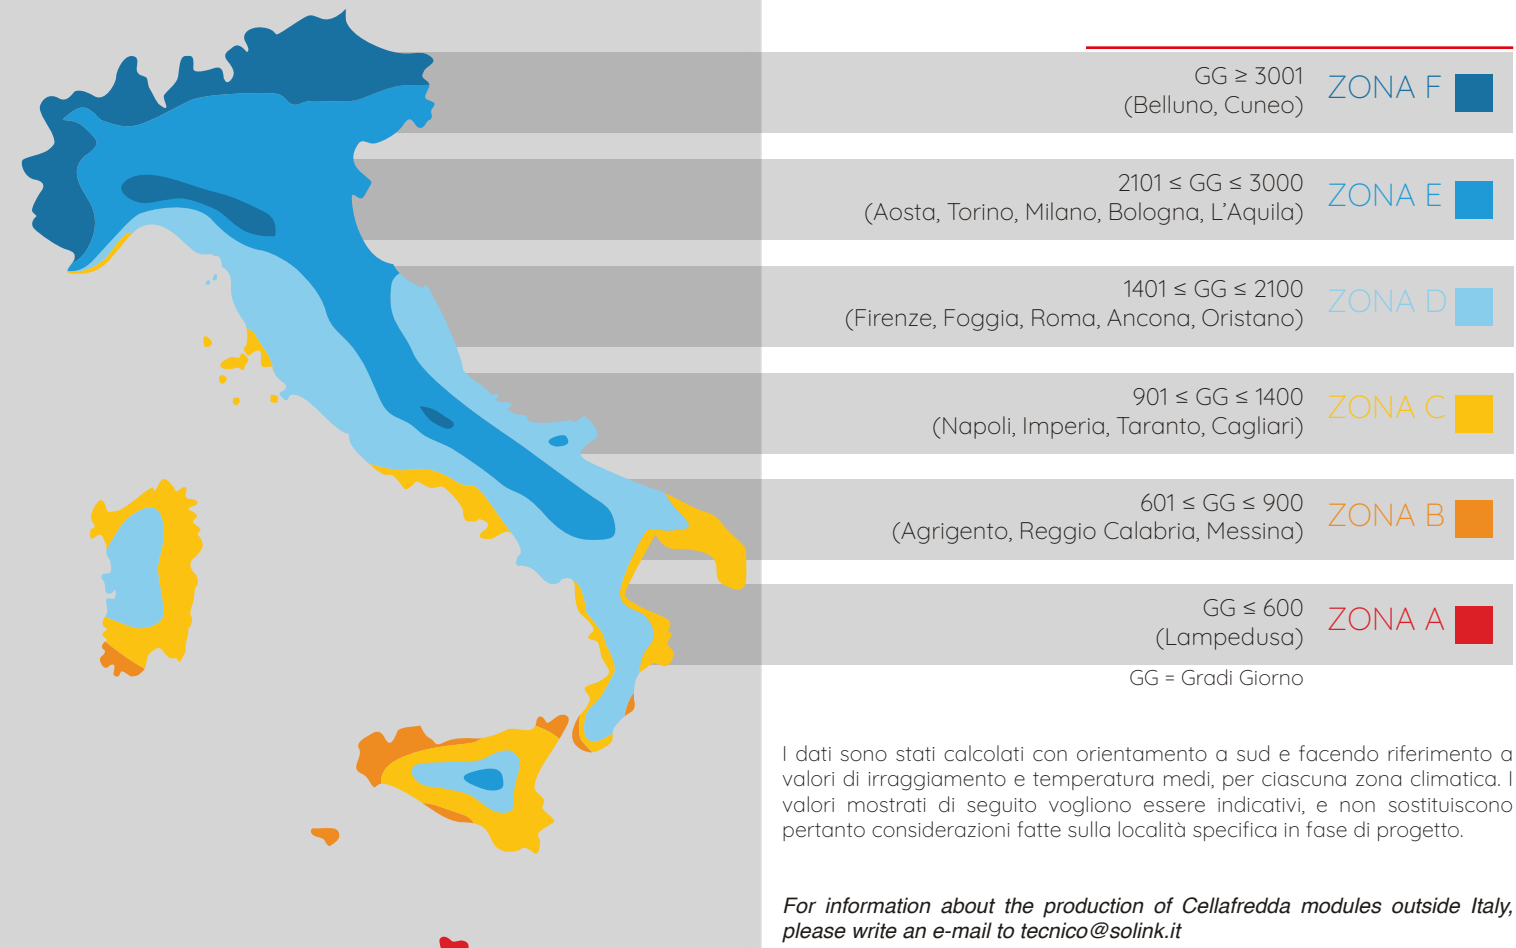 GG ≥ 3001
(Belluno, Cuneo)
ZONA F
2101 ≤ GG ≤ 3000
(Aosta, Torino, Milano, Bologna, L’Aquila)
ZONA E
1401 ≤ GG ≤ 2100
(Firenze, Foggia, Roma, Ancona, Oristano)
ZONA D
901 ≤ GG ≤ 1400
(Napoli, Imperia, Taranto, Cagliari)
ZONA C
601 ≤ GG ≤ 900
(Agrigento, Reggio Calabria, Messina)
ZONA B
GG ≤ 600
(Lampedusa)
ZONA A
GG = Gradi Giorno
I dati sono stati calcolati con orientamento a sud e facendo riferimento a
valori di irraggiamento e temperatura medi, per ciascuna zona climatica. I
valori mostrati di seguito vogliono essere indicativi, e non sostituiscono
pertanto considerazioni fatte sulla località specifica in fase di progetto.
For information about the production of Cellafredda modules outside Italy,
please write an e-mail to tecnico@solink.it